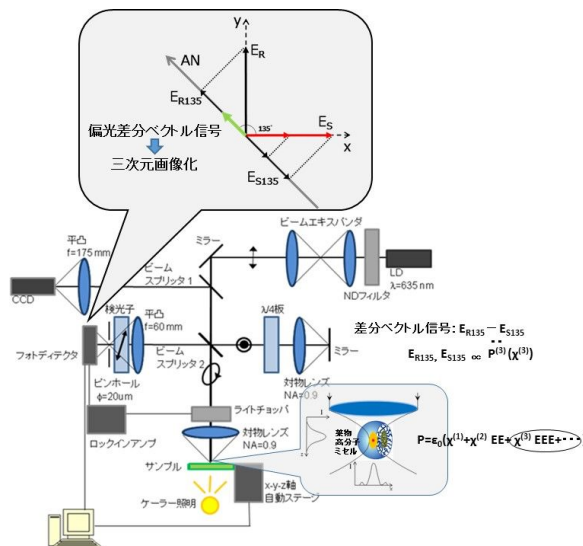 y
E_R
AN
E_R135
偏光差分ベクトル信号
135°
E_S
x
三次元画像化
E_S135
平凸
f=175mm
ミラー
ビームエキスパンダ
ビーム
スプリッタ1
CCD
LD
λ=635nm
NDフィルタ
検光子
平凸
f=60mm
λ/4板
フォトディテクタ
ビーム
スプリッタ2
ミラー
差分ベクトル信号: E_R135 － E_S135
E_R135, E_S135 ∝ P^(3)(χ^(3))
ピンホール
ϕ=20um
対物レンズ
NA=0.9
ライトチョッパ
ロックインアンプ
対物レンズ
NA=0.9
薬物
高分子
ミセル
P=ε₀(χ^(1)+χ^(2) EE+χ^(3) EEE+･･･
サンプル
ケーラー照明
x-y-z軸
自動ステージ